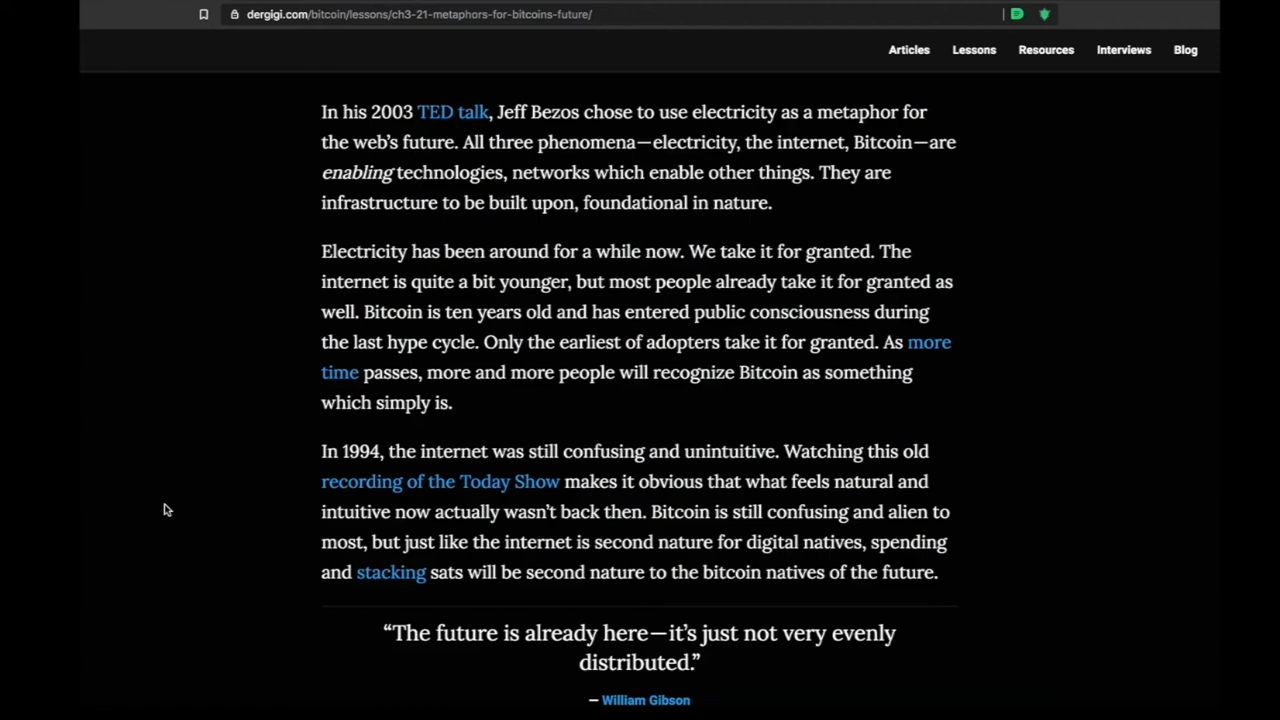 dergigi.com/bitcoin/lessons/ch3-21-metaphors-for-bitcoins-future/
Articles Lessons Resources Interviews Blog
In his 2003 TED talk, Jeff Bezos chose to use electricity as a metaphor for
the web’s future. All three phenomena—electricity, the internet, Bitcoin—are
enabling technologies, networks which enable other things. They are
infrastructure to be built upon, foundational in nature.
Electricity has been around for a while now. We take it for granted. The
internet is quite a bit younger, but most people already take it for granted as
well. Bitcoin is ten years old and has entered public consciousness during
the last hype cycle. Only the earliest of adopters take it for granted. As more
time passes, more and more people will recognize Bitcoin as something
which simply is.
In 1994, the internet was still confusing and unintuitive. Watching this old
recording of the Today Show makes it obvious that what feels natural and
intuitive now actually wasn’t back then. Bitcoin is still confusing and alien to
most, but just like the internet is second nature for digital natives, spending
and stacking sats will be second nature to the bitcoin natives of the future.
“The future is already here—it’s just not very evenly
distributed.”
— William Gibson